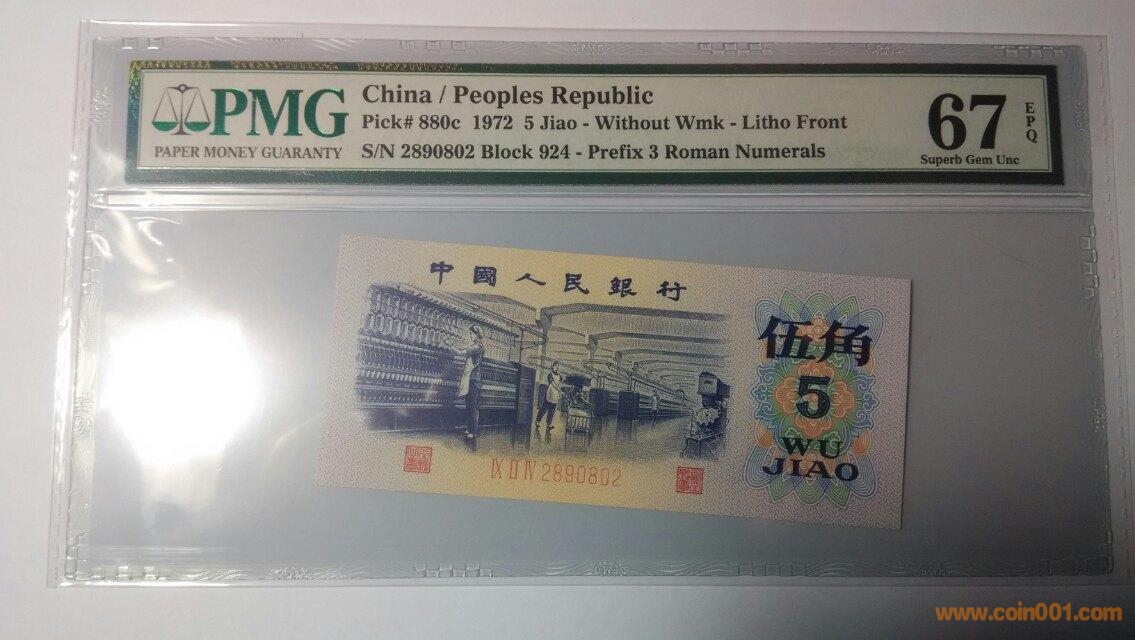 PMG
PAPER MONEY GUARANTY
China / Peoples Republic
Pick# 880c 1972 5 Jiao - Without Wmk - Litho Front
S/N 2890802 Block 924 - Prefix 3 Roman Numerals
67
EPQ
Superb Gem Unc
中國人民銀行
伍角
5
WU
JIAO
IX II IV 2890802
www.coin001.com